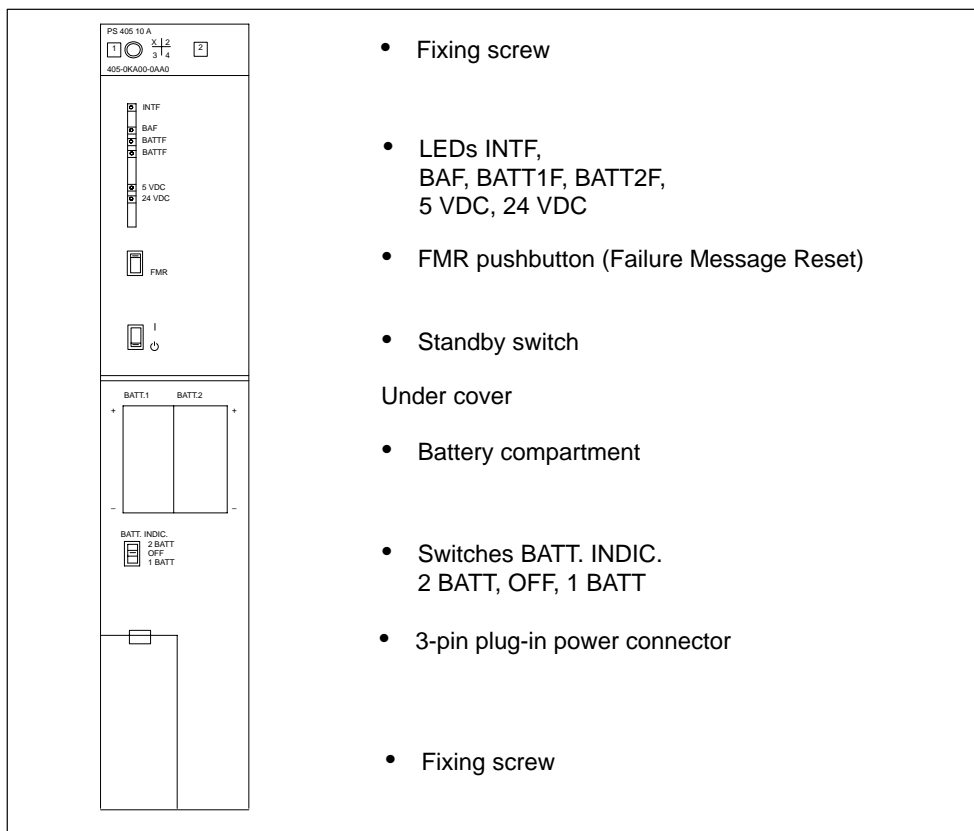 PS 405 10 A
1 X 2 2
3 4
405-0KA00-0AA0
• Fixing screw
INTF
BAF
BATTF
BATTF
5 VDC
24 VDC
• LEDs INTF,
BAF, BATT1F, BATT2F,
5 VDC, 24 VDC
FMR
• FMR pushbutton (Failure Message Reset)
I
• Standby switch
Under cover
BATT.1 BATT.2
+ +
• Battery compartment
– –
BATT. INDIC.
2 BATT
OFF
1 BATT
• Switches BATT. INDIC.
2 BATT, OFF, 1 BATT
• 3-pin plug-in power connector
• Fixing screw